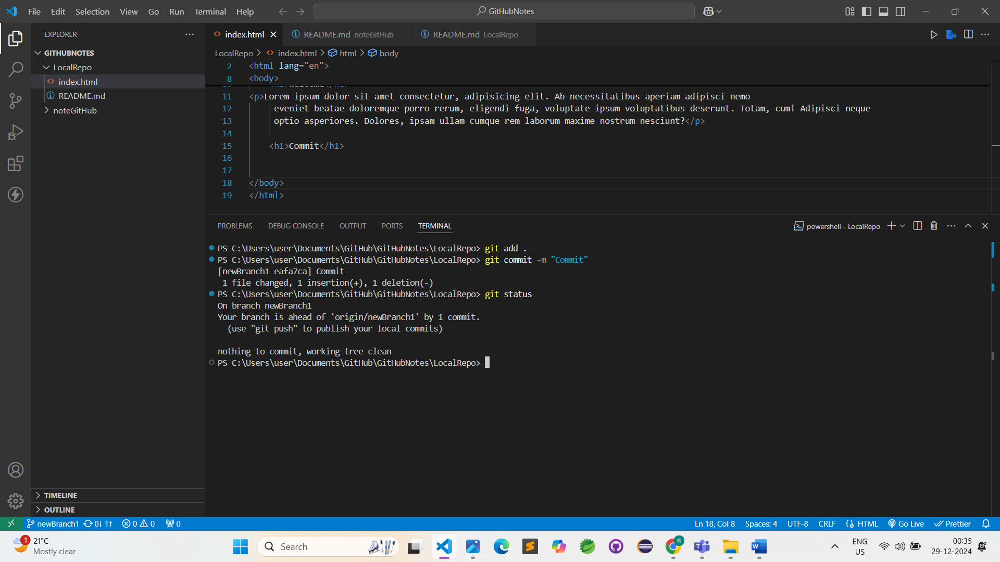 File Edit Selection View Go Run Terminal Help
GitHubNotes
EXPLORER
GITHUBNOTES
LocalRepo
index.html
README.md
noteGitHub
TIMELINE
OUTLINE
index.html
README.md noteGitHub
README.md LocalRepo
LocalRepo > index.html > html > body
2 <html lang="en">
8 <body>
11 <p>Lorem ipsum dolor sit amet consectetur, adipisicing elit. Ab necessitatibus aperiam adipisci nemo
12 eveniet beatae doloremque porro rerum, eligendi fuga, voluptate ipsum voluptatibus deserunt. Totam, cum! Adipisci neque
13 optio asperiores. Dolores, ipsam ullam cumque rem laborum maxime nostrum nesciunt?</p>
14
15 <h1>Commit</h1>
16
17
18 </body>
19 </html>
PROBLEMS DEBUG CONSOLE OUTPUT PORTS TERMINAL
powershell - LocalRepo
PS C:\Users\user\Documents\GitHub\GitHubNotes\LocalRepo> git add .
PS C:\Users\user\Documents\GitHub\GitHubNotes\LocalRepo> git commit -m "Commit"
[newBranch1 eafa7ca] Commit
1 file changed, 1 insertion(+), 1 deletion(-)
PS C:\Users\user\Documents\GitHub\GitHubNotes\LocalRepo> git status
On branch newBranch1
Your branch is ahead of 'origin/newBranch1' by 1 commit.
(use "git push" to publish your local commits)
nothing to commit, working tree clean
PS C:\Users\user\Documents\GitHub\GitHubNotes\LocalRepo>
newBranch1 0↓ 1↑ 0 0 0
Ln 18, Col 8 Spaces: 4 UTF-8 CRLF HTML Go Live Prettier
1
21°C
Mostly clear
Search
R
ENG
US
00:35
29-12-2024